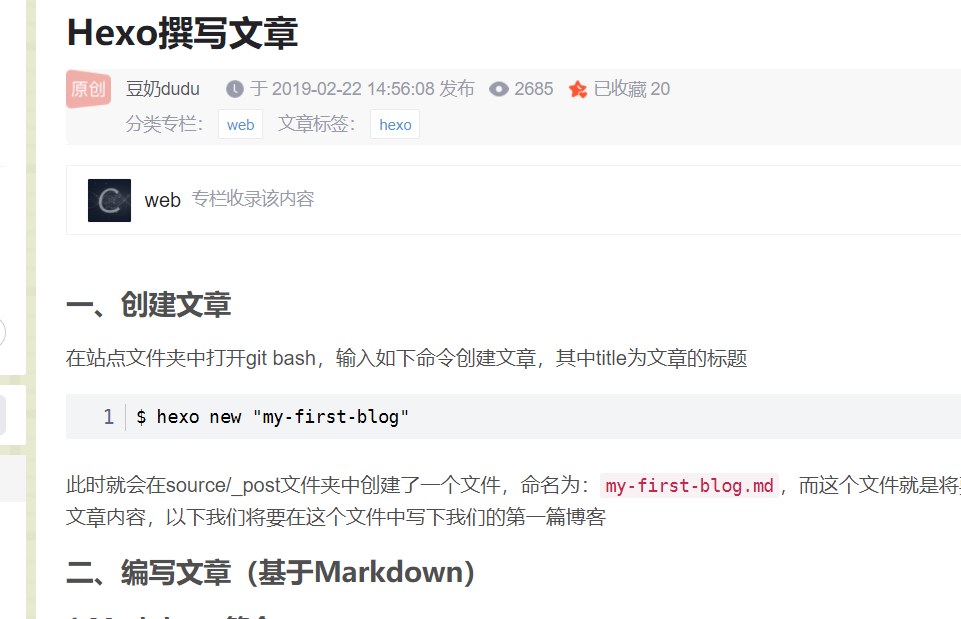 Hexo撰写文章
原创 豆奶dudu 于 2019-02-22 14:56:08 发布 2685 已收藏 20
分类专栏： web 文章标签： hexo
web 专栏收录该内容
一、创建文章
在站点文件夹中打开git bash，输入如下命令创建文章，其中title为文章的标题
1 $ hexo new "my-first-blog"
此时就会在source/_post文件夹中创建了一个文件，命名为：my-first-blog.md，而这个文件就是将
文章内容，以下我们将要在这个文件中写下我们的第一篇博客
二、编写文章（基于Markdown）